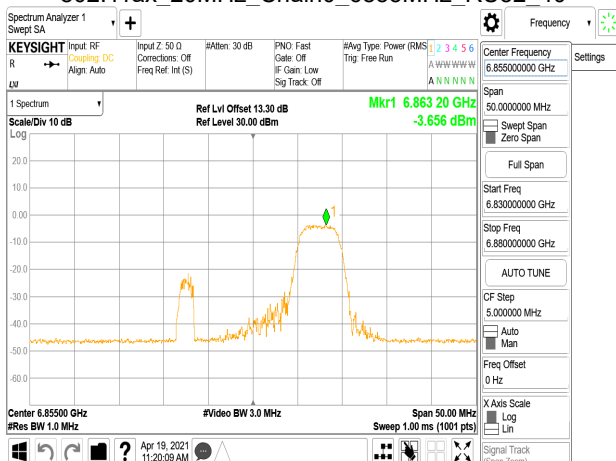 Spectrum Analyzer 1
Swept SA
Frequency
Settings
KEYSIGHT
R
Input: RF
Coupling: DC
Align: Auto
Input Z: 50 Ω
Corrections: Off
Freq Ref: Int (S)
#Atten: 30 dB
PNO: Fast
Gate: Off
IF Gain: Low
Sig Track: Off
#Avg Type: Power (RMS
Trig: Free Run
1 2 3 4 5 6
A W W W W W
A N N N N N
1 Spectrum
Scale/Div 10 dB
Log
Ref Lvl Offset 13.30 dB
Ref Level 30.00 dBm
Mkr1 6.863 20 GHz
-3.656 dBm
20.0
10.0
0.00
-10.0
-20.0
-30.0
-40.0
-50.0
-60.0
1
Center 6.85500 GHz
#Res BW 1.0 MHz
#Video BW 3.0 MHz
Span 50.00 MHz
Sweep 1.00 ms (1001 pts)
Center Frequency
6.855000000 GHz
Span
50.0000000 MHz
Swept Span
Zero Span
Full Span
Start Freq
6.830000000 GHz
Stop Freq
6.880000000 GHz
AUTO TUNE
CF Step
5.000000 MHz
Auto
Man
Freq Offset
0 Hz
X Axis Scale
Log
Lin
Signal Track
Apr 19, 2021
11:20:09 AM